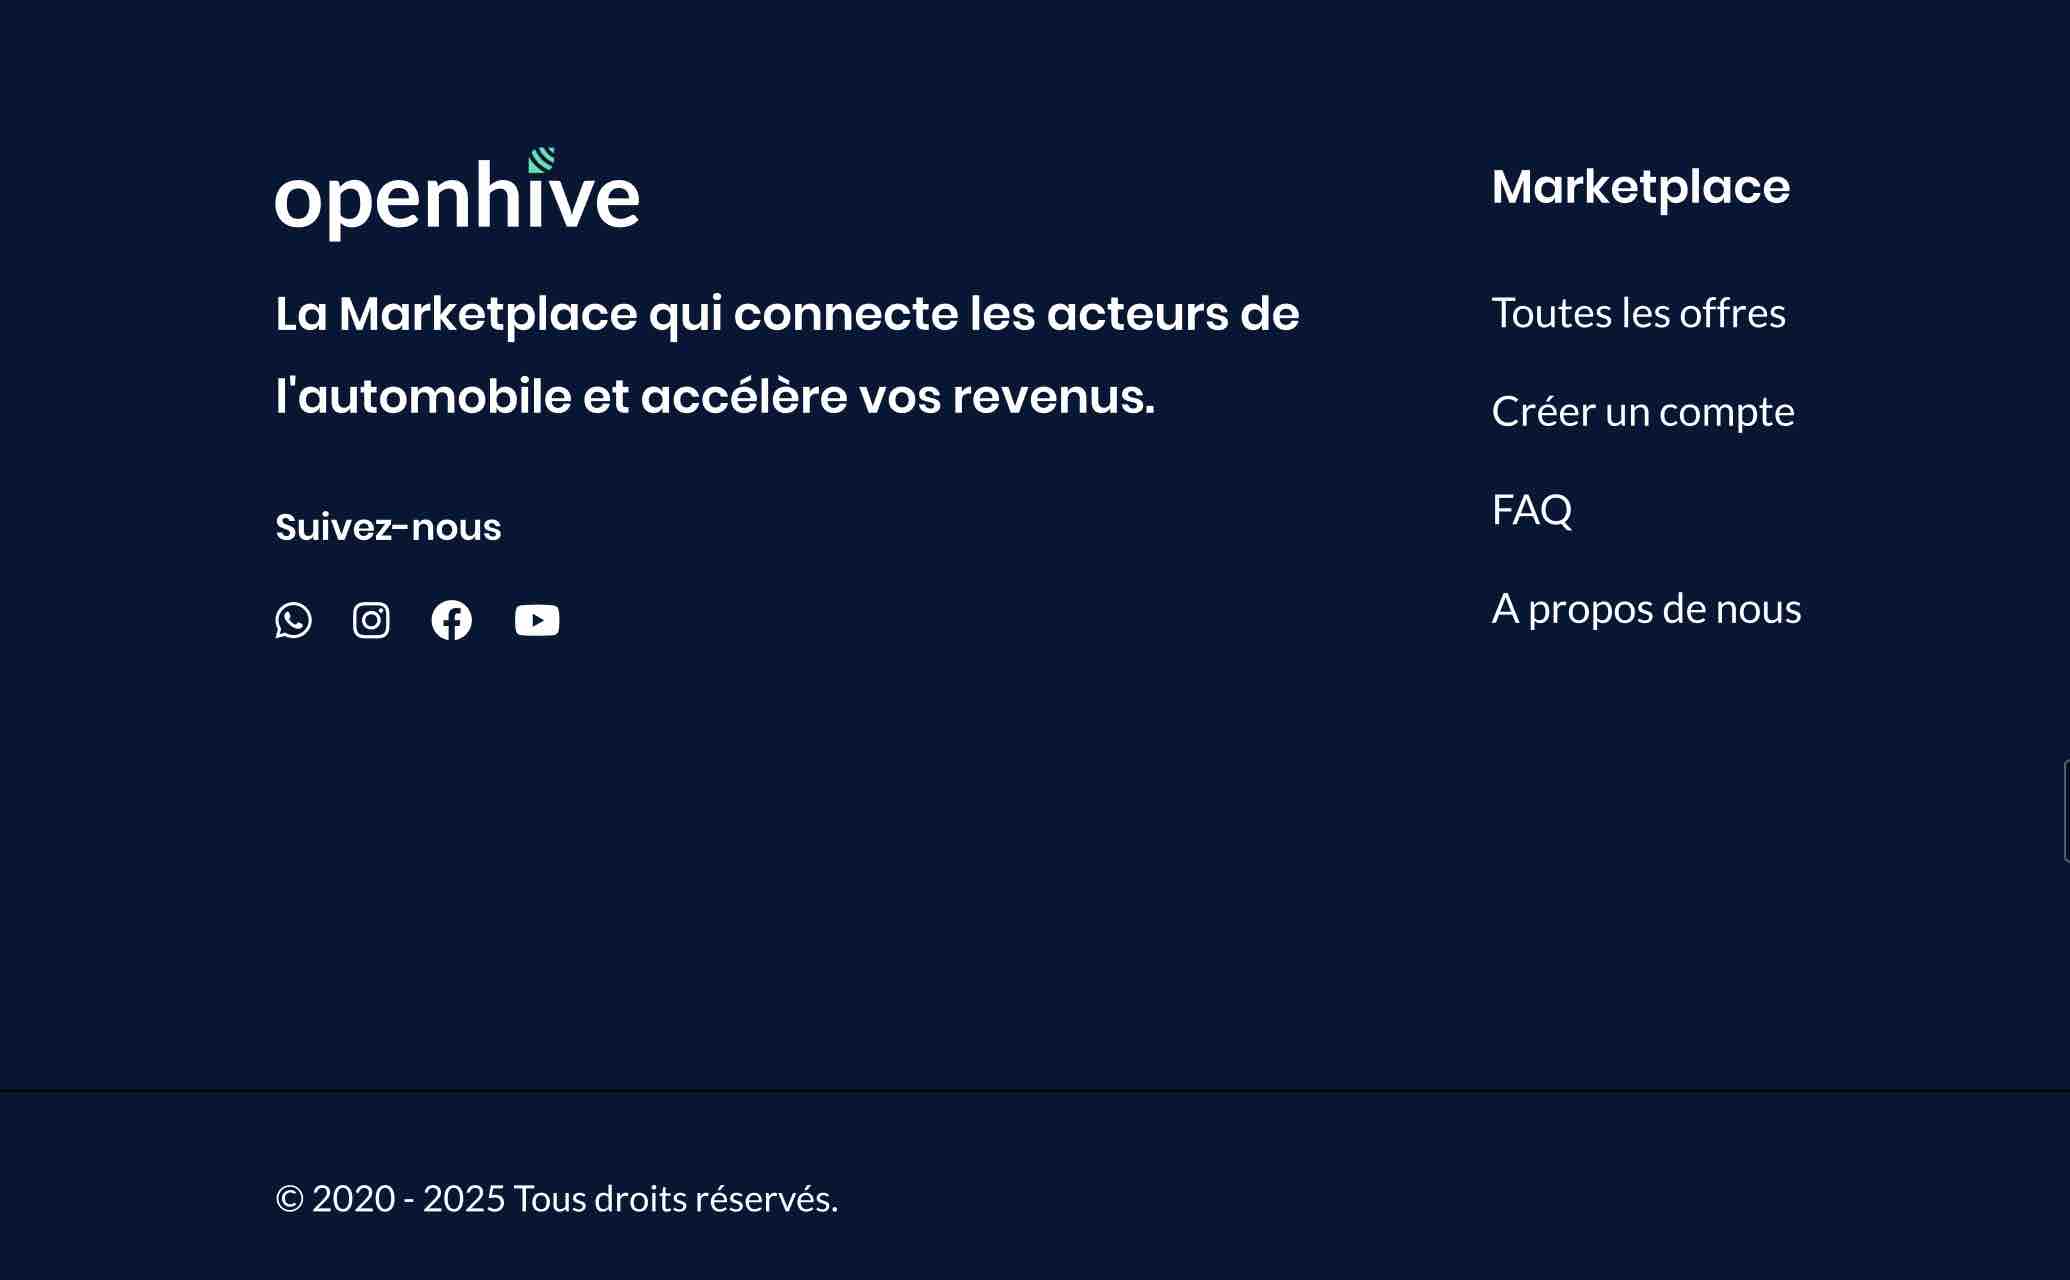 openhive
La Marketplace qui connecte les acteurs de
l'automobile et accélère vos revenus.
Suivez-nous
Marketplace
Toutes les offres
Créer un compte
FAQ
A propos de nous
© 2020 - 2025 Tous droits réservés.